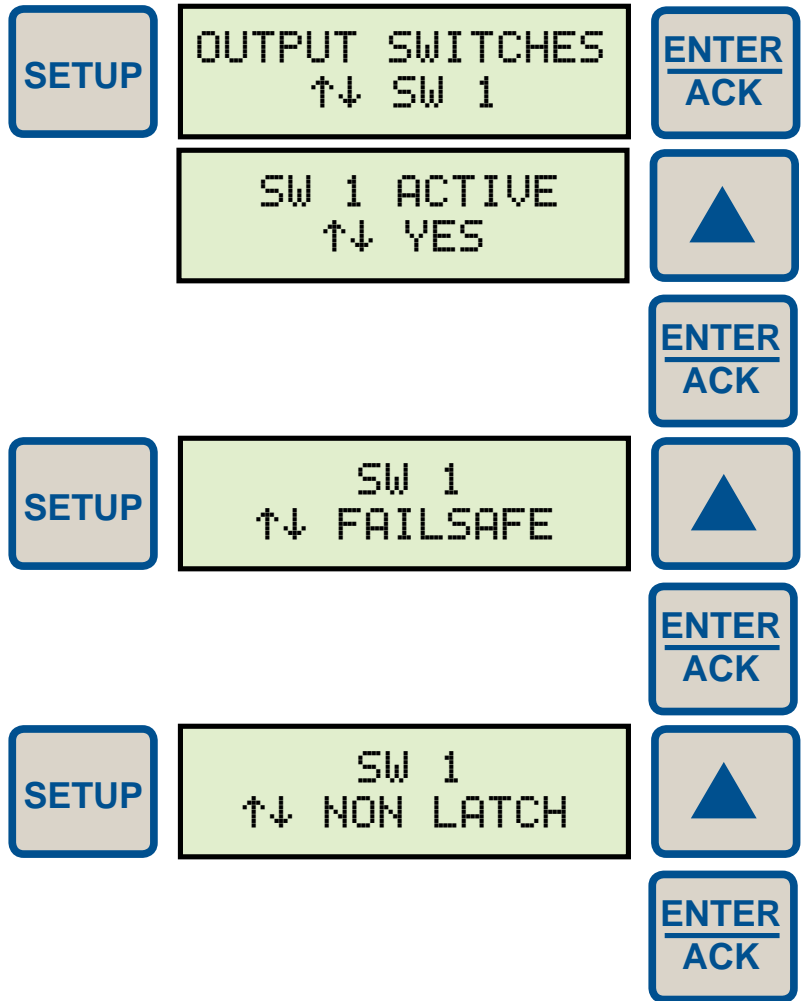 SETUP
OUTPUT SWITCHES
↑↓ SW 1
ENTER
ACK
SW 1 ACTIVE
↑↓ YES
ENTER
ACK
SETUP
SW 1
↑↓ FAILSAFE
ENTER
ACK
SETUP
SW 1
↑↓ NON LATCH
ENTER
ACK